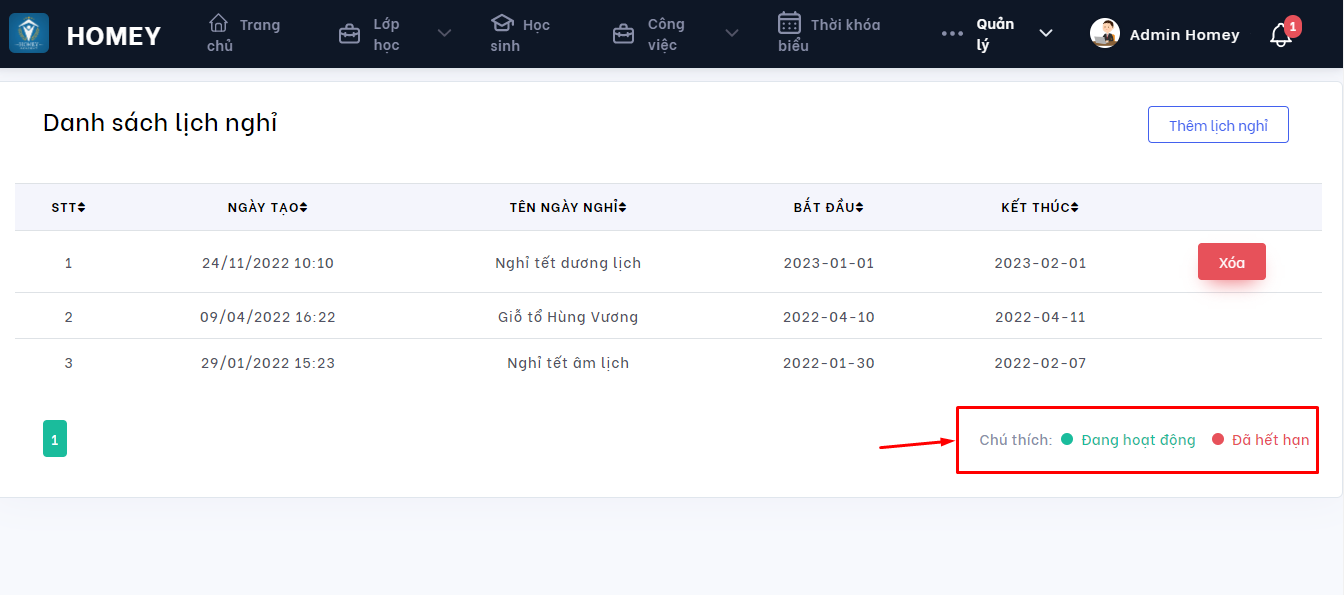 HOMEY
Trang
chủ
Lớp
học
Học
sinh
Công
việc
Thời khóa
biểu
Quản
lý
Admin Homey
1
Danh sách lịch nghỉ
Thêm lịch nghỉ
STT NGÀY TẠO TÊN NGÀY NGHỈ BẮT ĐẦU KẾT THÚC
1 24/11/2022 10:10 Nghỉ tết dương lịch 2023-01-01 2023-02-01 Xóa
2 09/04/2022 16:22 Giỗ tổ Hùng Vương 2022-04-10 2022-04-11
3 29/01/2022 15:23 Nghỉ tết âm lịch 2022-01-30 2022-02-07
1
Chú thích: Đang hoạt động Đã hết hạn